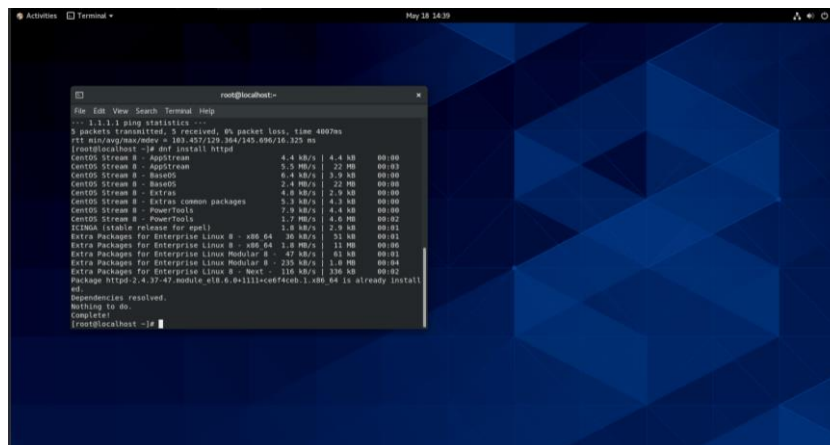 Activities Terminal May 18 14:39
root@localhost:~
File Edit View Search Terminal Help
--- 1.1.1.1 ping statistics ---
5 packets transmitted, 5 received, 0% packet loss, time 4007ms
rtt min/avg/max/mdev = 103.457/129.364/145.696/16.325 ms
[root@localhost ~]# dnf install httpd
CentOS Stream 8 - AppStream 4.4 kB/s | 4.4 kB 00:00
CentOS Stream 8 - AppStream 5.5 MB/s | 22 MB 00:03
CentOS Stream 8 - BaseOS 6.4 kB/s | 3.9 kB 00:00
CentOS Stream 8 - BaseOS 2.4 MB/s | 22 MB 00:00
CentOS Stream 8 - Extras 4.8 kB/s | 2.9 kB 00:00
CentOS Stream 8 - Extras common packages 5.3 kB/s | 4.3 kB 00:00
CentOS Stream 8 - PowerTools 7.9 kB/s | 4.4 kB 00:00
CentOS Stream 8 - PowerTools 1.7 MB/s | 4.6 MB 00:02
ICINGA (stable release for epel) 1.8 kB/s | 2.9 kB 00:01
Extra Packages for Enterprise Linux 8 - x86_64 36 kB/s | 51 kB 00:01
Extra Packages for Enterprise Linux 8 - x86_64 1.8 MB/s | 11 MB 00:06
Extra Packages for Enterprise Linux Modular 8 - 47 kB/s | 61 kB 00:01
Extra Packages for Enterprise Linux Modular 8 - 235 kB/s | 1.0 MB 00:04
Extra Packages for Enterprise Linux 8 - Next - 116 kB/s | 336 kB 00:02
Package httpd-2.4.37-47.module_el8.6.0+1111+ce6f4ceb.1.x86_64 is already install
ed.
Dependencies resolved.
Nothing to do.
Complete!
[root@localhost ~]#